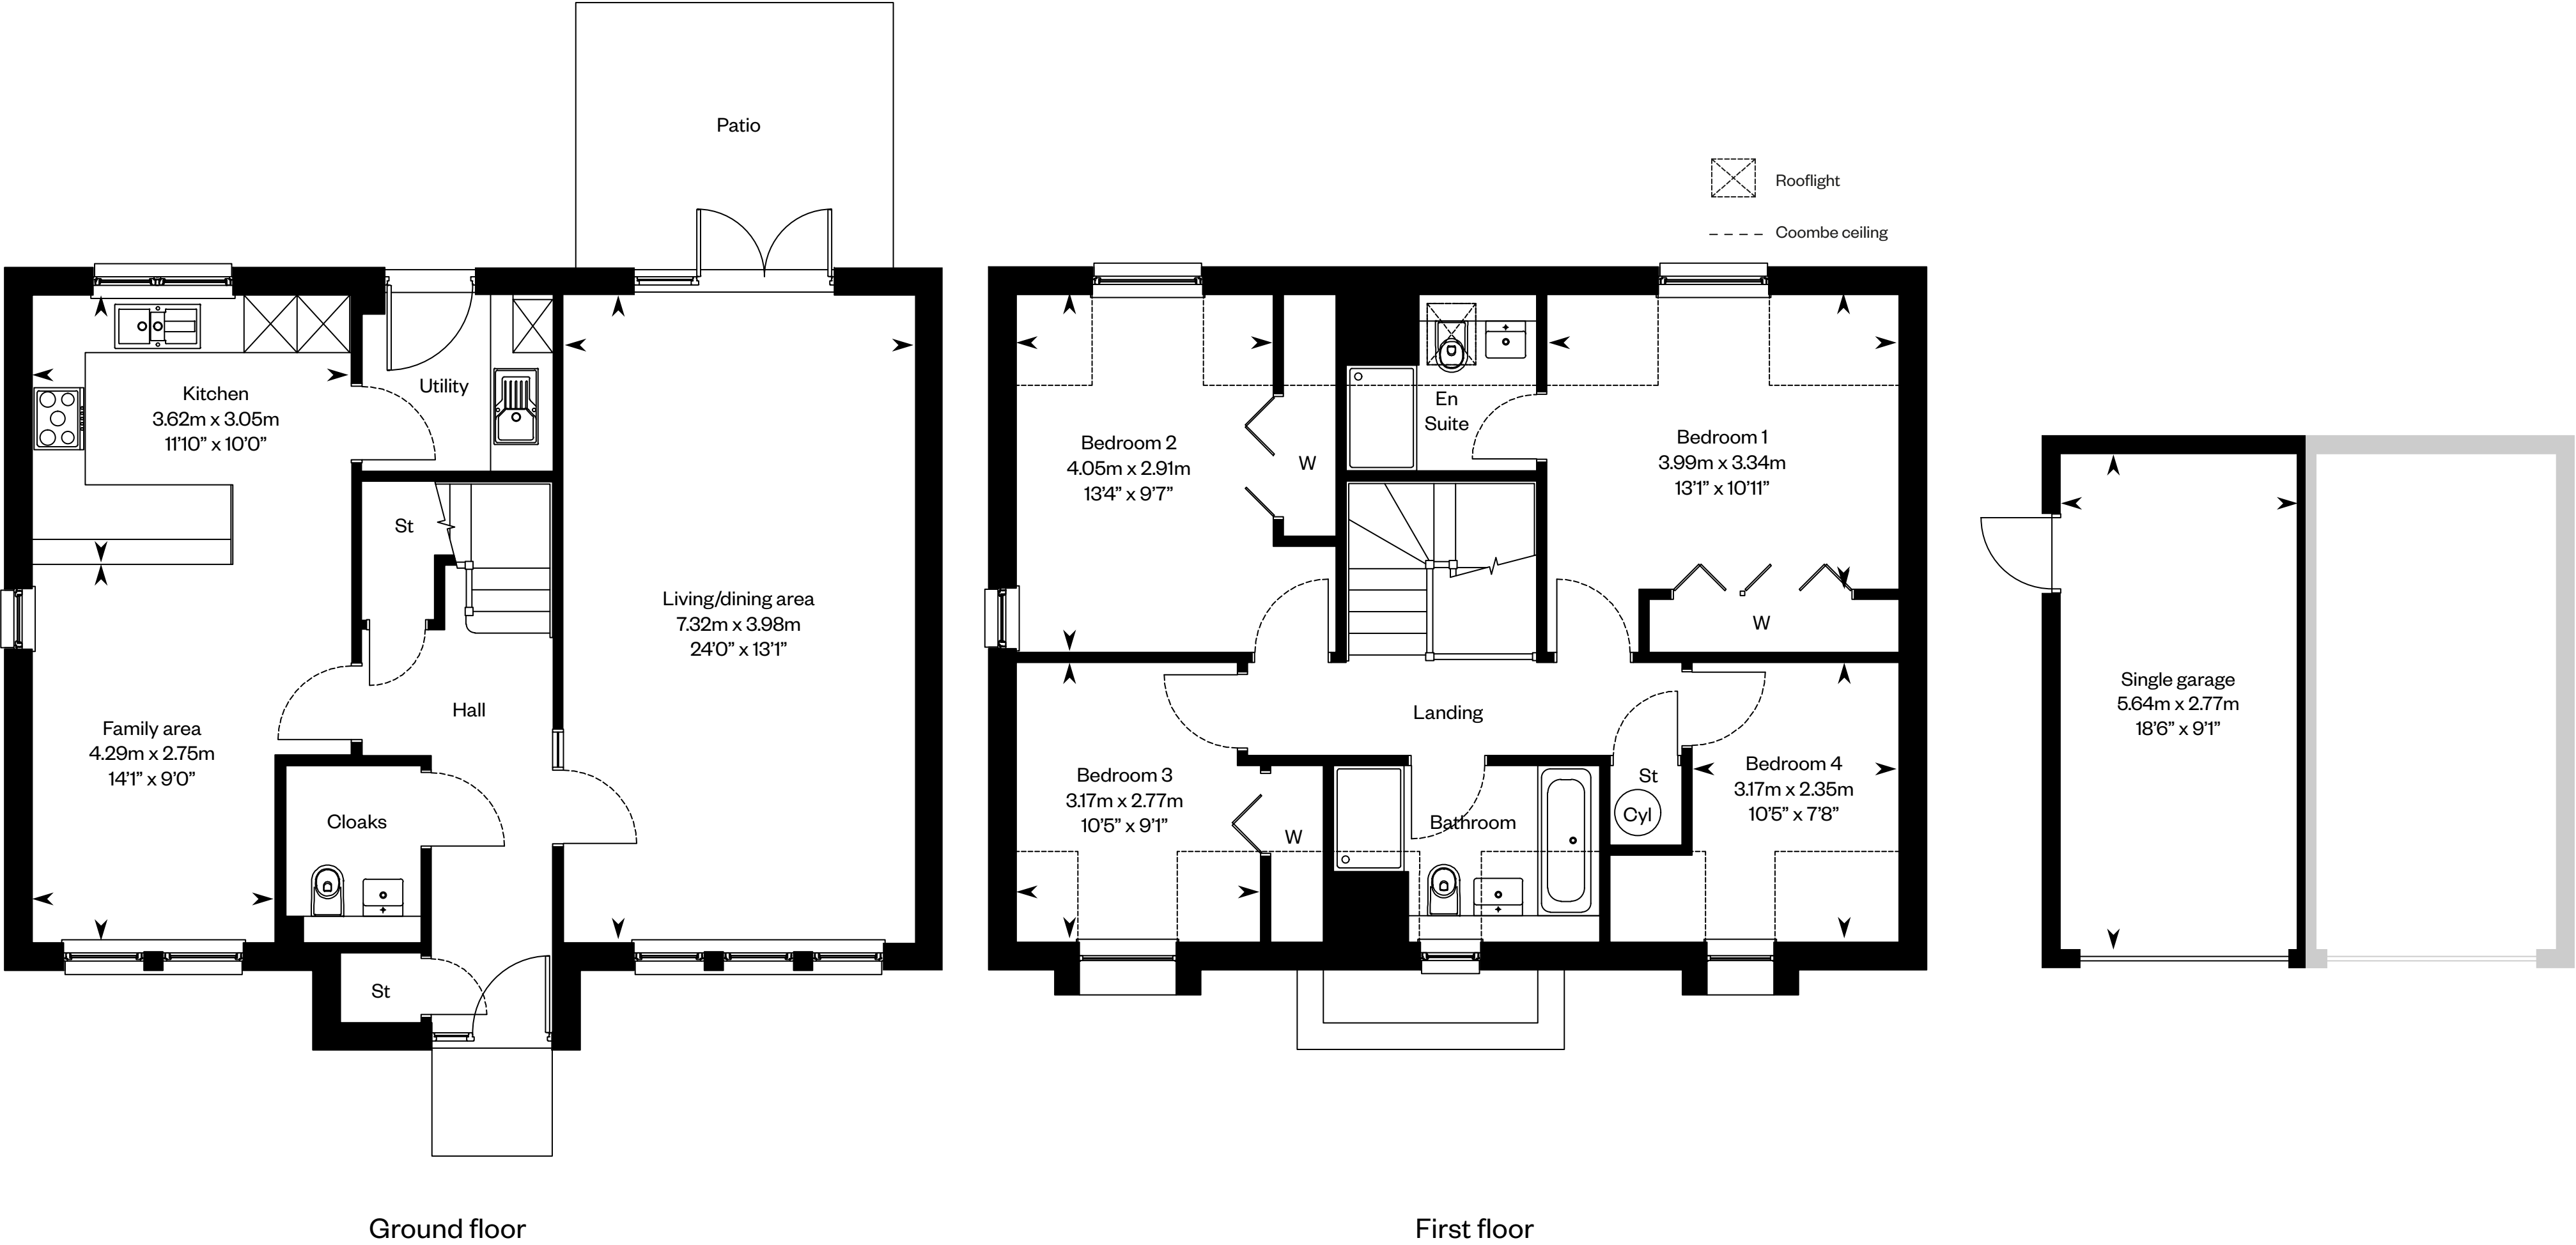 Patio
Kitchen
3.62m x 3.05m
11’10” x 10’0”
Utility
St
Living/dining area
7.32m x 3.98m
24’0” x 13’1”
Hall
Family area
4.29m x 2.75m
14’1” x 9’0”
Cloaks
St
Ground floor
Rooflight
Coombe ceiling
En
Suite
Bedroom 2
4.05m x 2.91m
13’4” x 9’7”
W
Bedroom 1
3.99m x 3.34m
13’1” x 10’11”
W
Landing
Bedroom 3
3.17m x 2.77m
10’5” x 9’1”
W
Bathroom
St
Cyl
Bedroom 4
3.17m x 2.35m
10’5” x 7’8”
First floor
Single garage
5.64m x 2.77m
18’6” x 9’1”